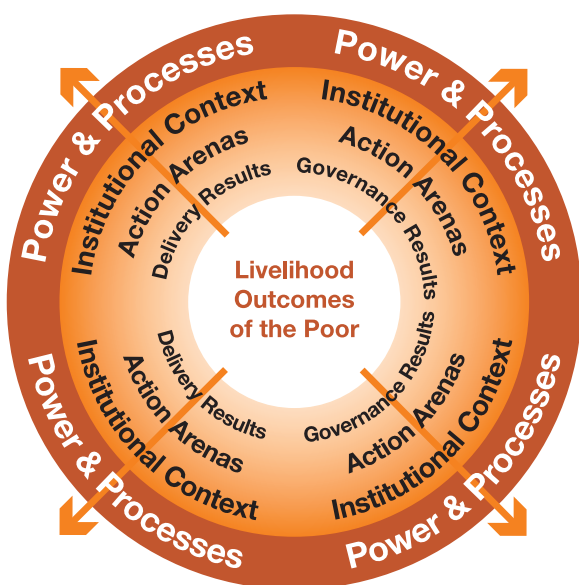 Power & Processes
Power & Processes
Institutional Context
Institutional Context
Action Arenas
Action Arenas
Delivery Results
Governance Results
Livelihood
Outcomes
of the Poor
Delivery Results
Governance Results
Action Arenas
Action Arenas
Institutional Context
Institutional Context
Power & Processes
Power & Processes